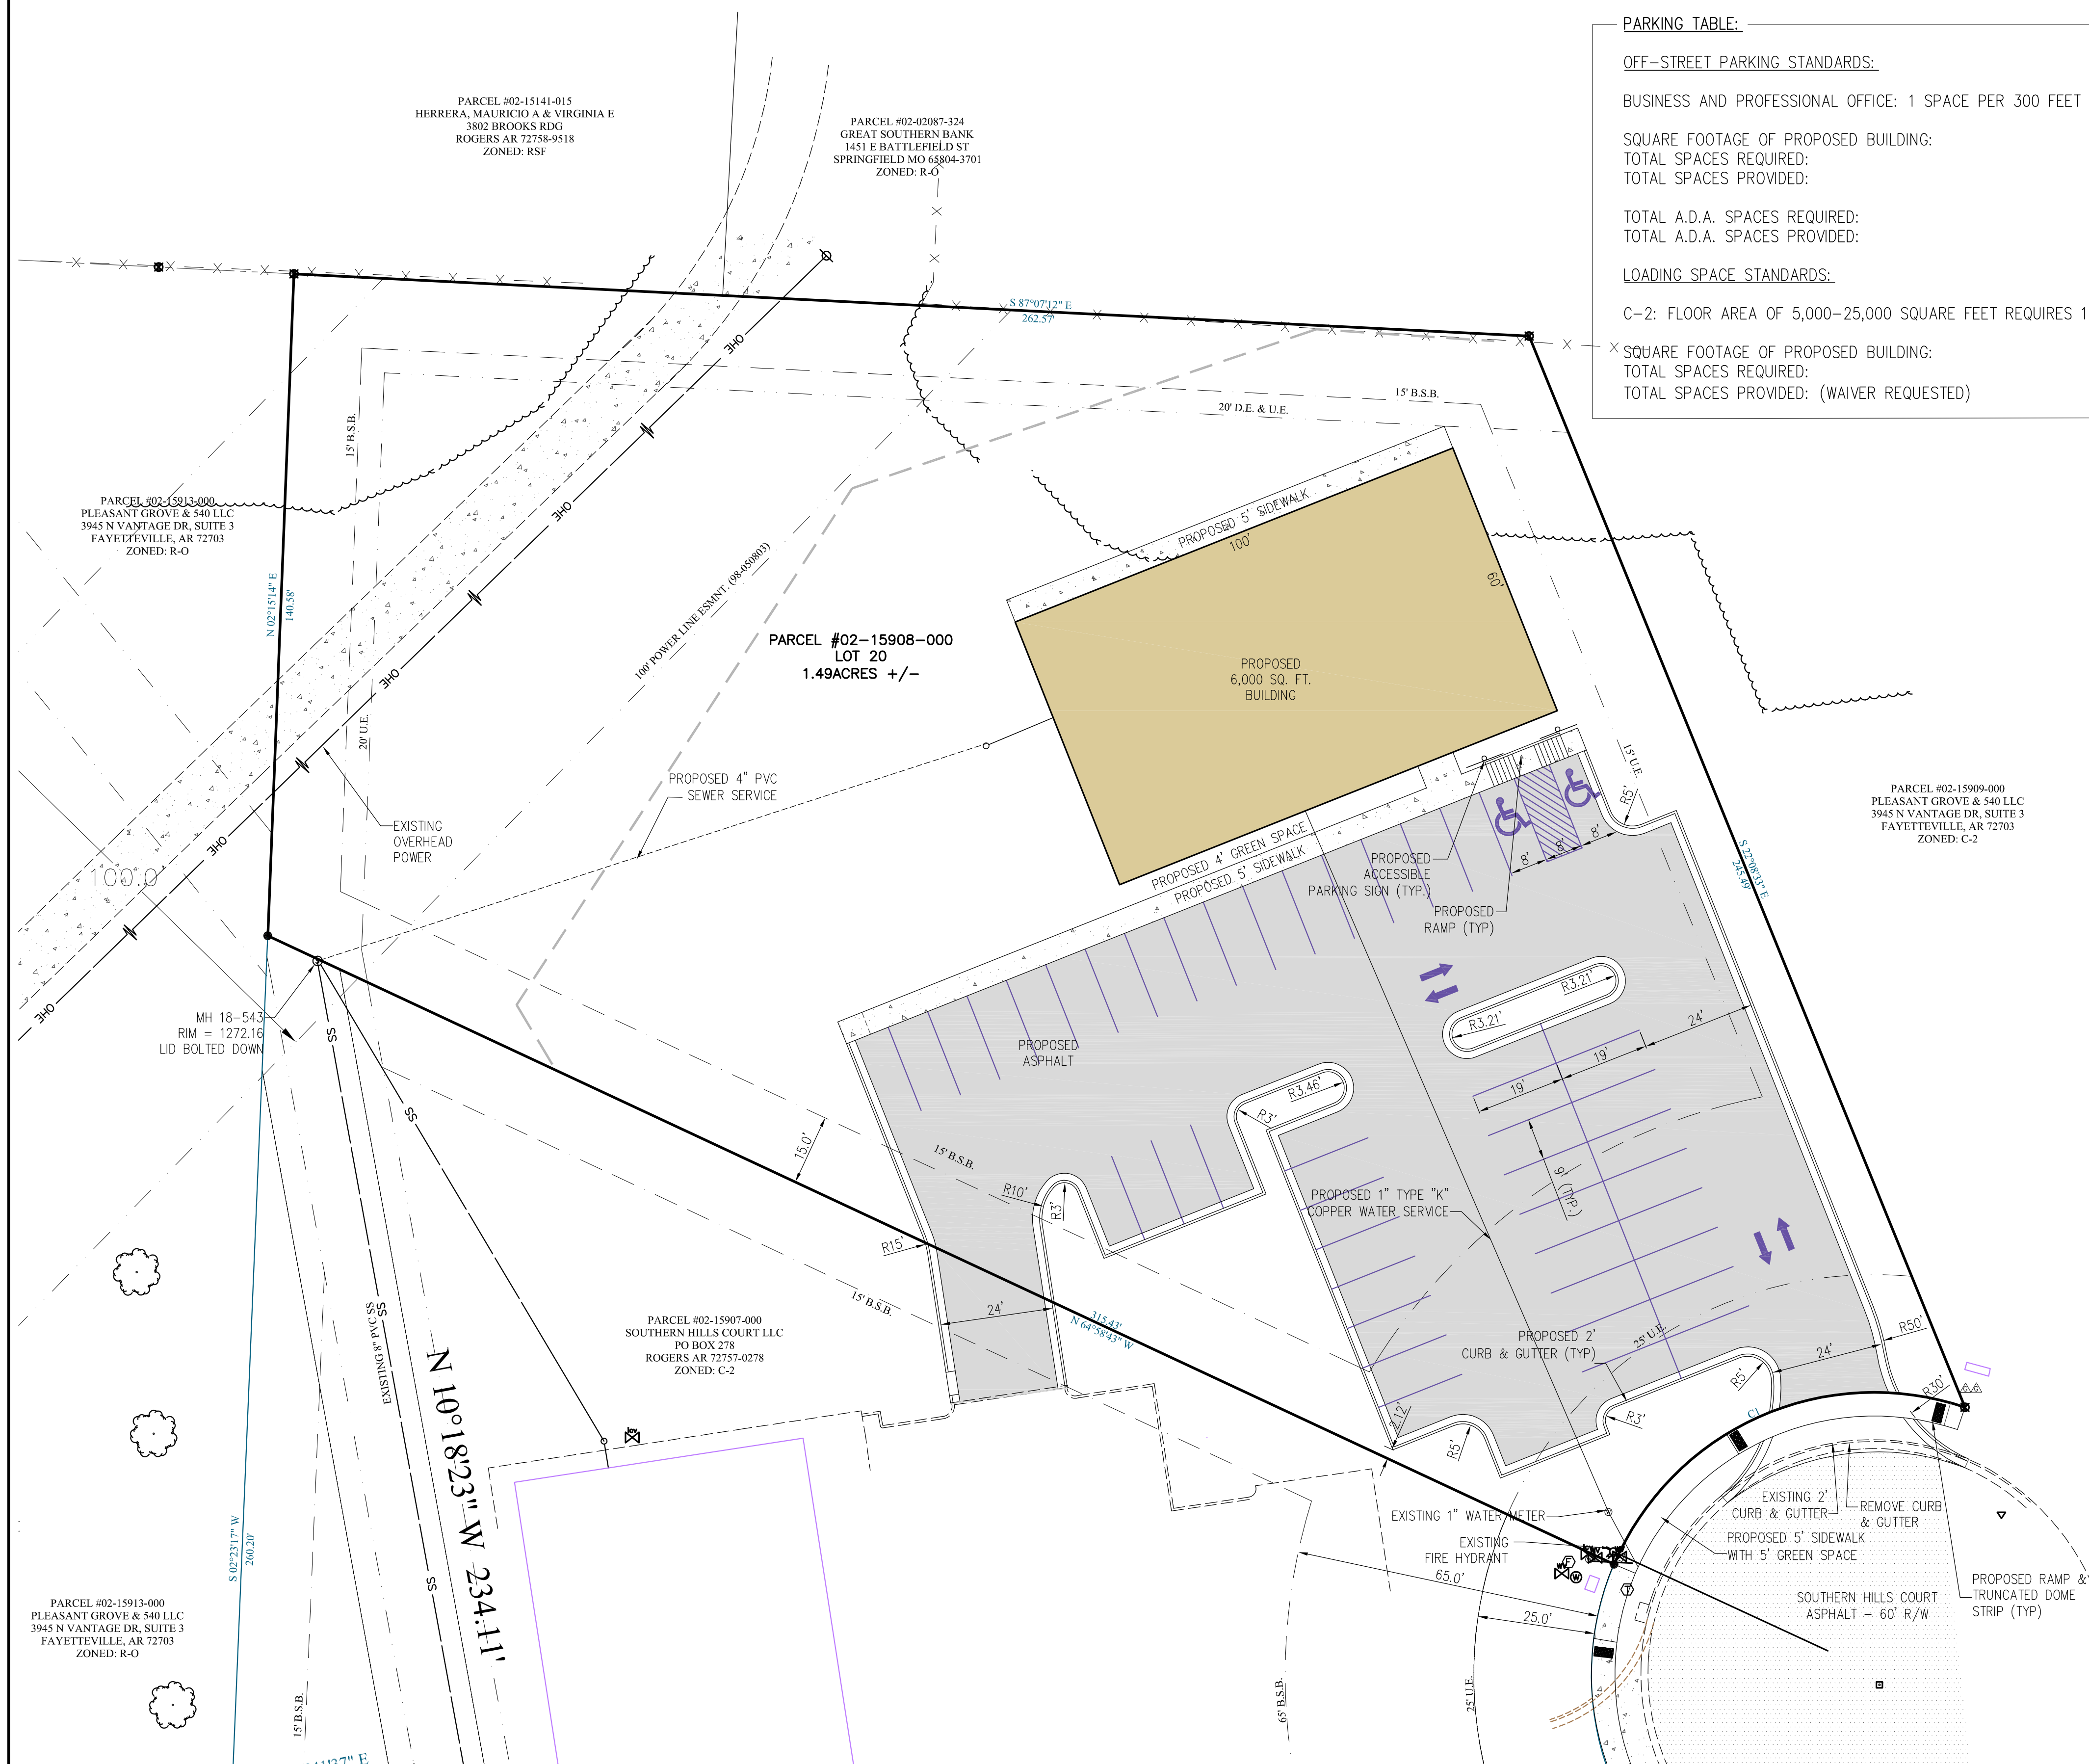 PARKING TABLE:
OFF-STREET PARKING STANDARDS:
BUSINESS AND PROFESSIONAL OFFICE: 1 SPACE PER 300 FEET
SQUARE FOOTAGE OF PROPOSED BUILDING:
TOTAL SPACES REQUIRED:
TOTAL SPACES PROVIDED:
TOTAL A.D.A. SPACES REQUIRED:
TOTAL A.D.A. SPACES PROVIDED:
LOADING SPACE STANDARDS:
C-2: FLOOR AREA OF 5,000-25,000 SQUARE FEET REQUIRES 1
SQUARE FOOTAGE OF PROPOSED BUILDING:
TOTAL SPACES REQUIRED:
TOTAL SPACES PROVIDED: (WAIVER REQUESTED)
PARCEL #02-15141-015
HERRERA, MAURICIO A & VIRGINIA E
3802 BROOKS RDG
ROGERS AR 72758-9518
ZONED: RSF
PARCEL #02-02087-324
GREAT SOUTHERN BANK
1451 E BATTLEFIELD ST
SPRINGFIELD MO 65804-3701
ZONED: R-O
S 87°07'12" E
262.57'
15' B.S.B.
20' D.E. & U.E.
15' B.S.B.
OHE
OHE
OHE
OHE
OHE
PARCEL #02-15913-000
PLEASANT GROVE & 540 LLC
3945 N VANTAGE DR, SUITE 3
FAYETTEVILLE, AR 72703
ZONED: R-O
N 02°15'14" E
140.58'
100' POWER LINE ESMNT. (98-050803)
20' U.E.
PARCEL #02-15908-000
LOT 20
1.49ACRES +/-
PROPOSED 5' SIDEWALK
100'
60'
PROPOSED
6,000 SQ. FT.
BUILDING
15' U.E.
PROPOSED 4" PVC
SEWER SERVICE
EXISTING
OVERHEAD
POWER
100.0'
PROPOSED 4' GREEN SPACE
PROPOSED 5' SIDEWALK
PROPOSED
ACCESSIBLE
PARKING SIGN (TYP.)
PROPOSED
RAMP (TYP)
8'
8'
8'
R5'
PARCEL #02-15909-000
PLEASANT GROVE & 540 LLC
3945 N VANTAGE DR, SUITE 3
FAYETTEVILLE, AR 72703
ZONED: C-2
S 22°08'33" E
245.49'
MH 18-543
RIM = 1272.16
LID BOLTED DOWN
PROPOSED
ASPHALT
R3.21'
R3.21'
24'
19'
19'
R3.46'
R3'
9' (TYP.)
15.0'
15' B.S.B.
R10'
R3'
R15'
24'
PROPOSED 1" TYPE "K"
COPPER WATER SERVICE
SS
SS
SS
SS
EXISTING 8" PVC SS
N 10°18'23" W 234.11'
15' B.S.B.
315.43'
N 64°58'43" W
PARCEL #02-15907-000
SOUTHERN HILLS COURT LLC
PO BOX 278
ROGERS AR 72757-0278
ZONED: C-2
PROPOSED 2'
CURB & GUTTER (TYP)
25' U.E.
24'
R50'
R5'
R30'
R3'
2.12'
R5'
C1
EXISTING 1" WATER METER
EXISTING
FIRE HYDRANT
65.0'
25.0'
EXISTING 2'
CURB & GUTTER
REMOVE CURB
& GUTTER
PROPOSED 5' SIDEWALK
WITH 5' GREEN SPACE
SOUTHERN HILLS COURT
ASPHALT - 60' R/W
PROPOSED RAMP &
TRUNCATED DOME
STRIP (TYP)
F
W
T
S 02°23'17" W
260.20'
PARCEL #02-15913-000
PLEASANT GROVE & 540 LLC
3945 N VANTAGE DR, SUITE 3
FAYETTEVILLE, AR 72703
ZONED: R-O
15' B.S.B.
65' B.S.B.
25' U.E.